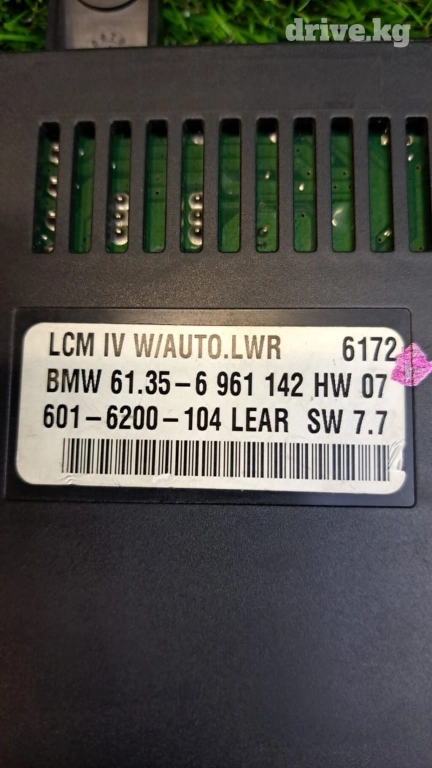 drive.kg
LCM IV W/AUTO.LWR 6172
BMW 61.35-6 961 142 HW 07
601-6200-104 LEAR SW 7.7